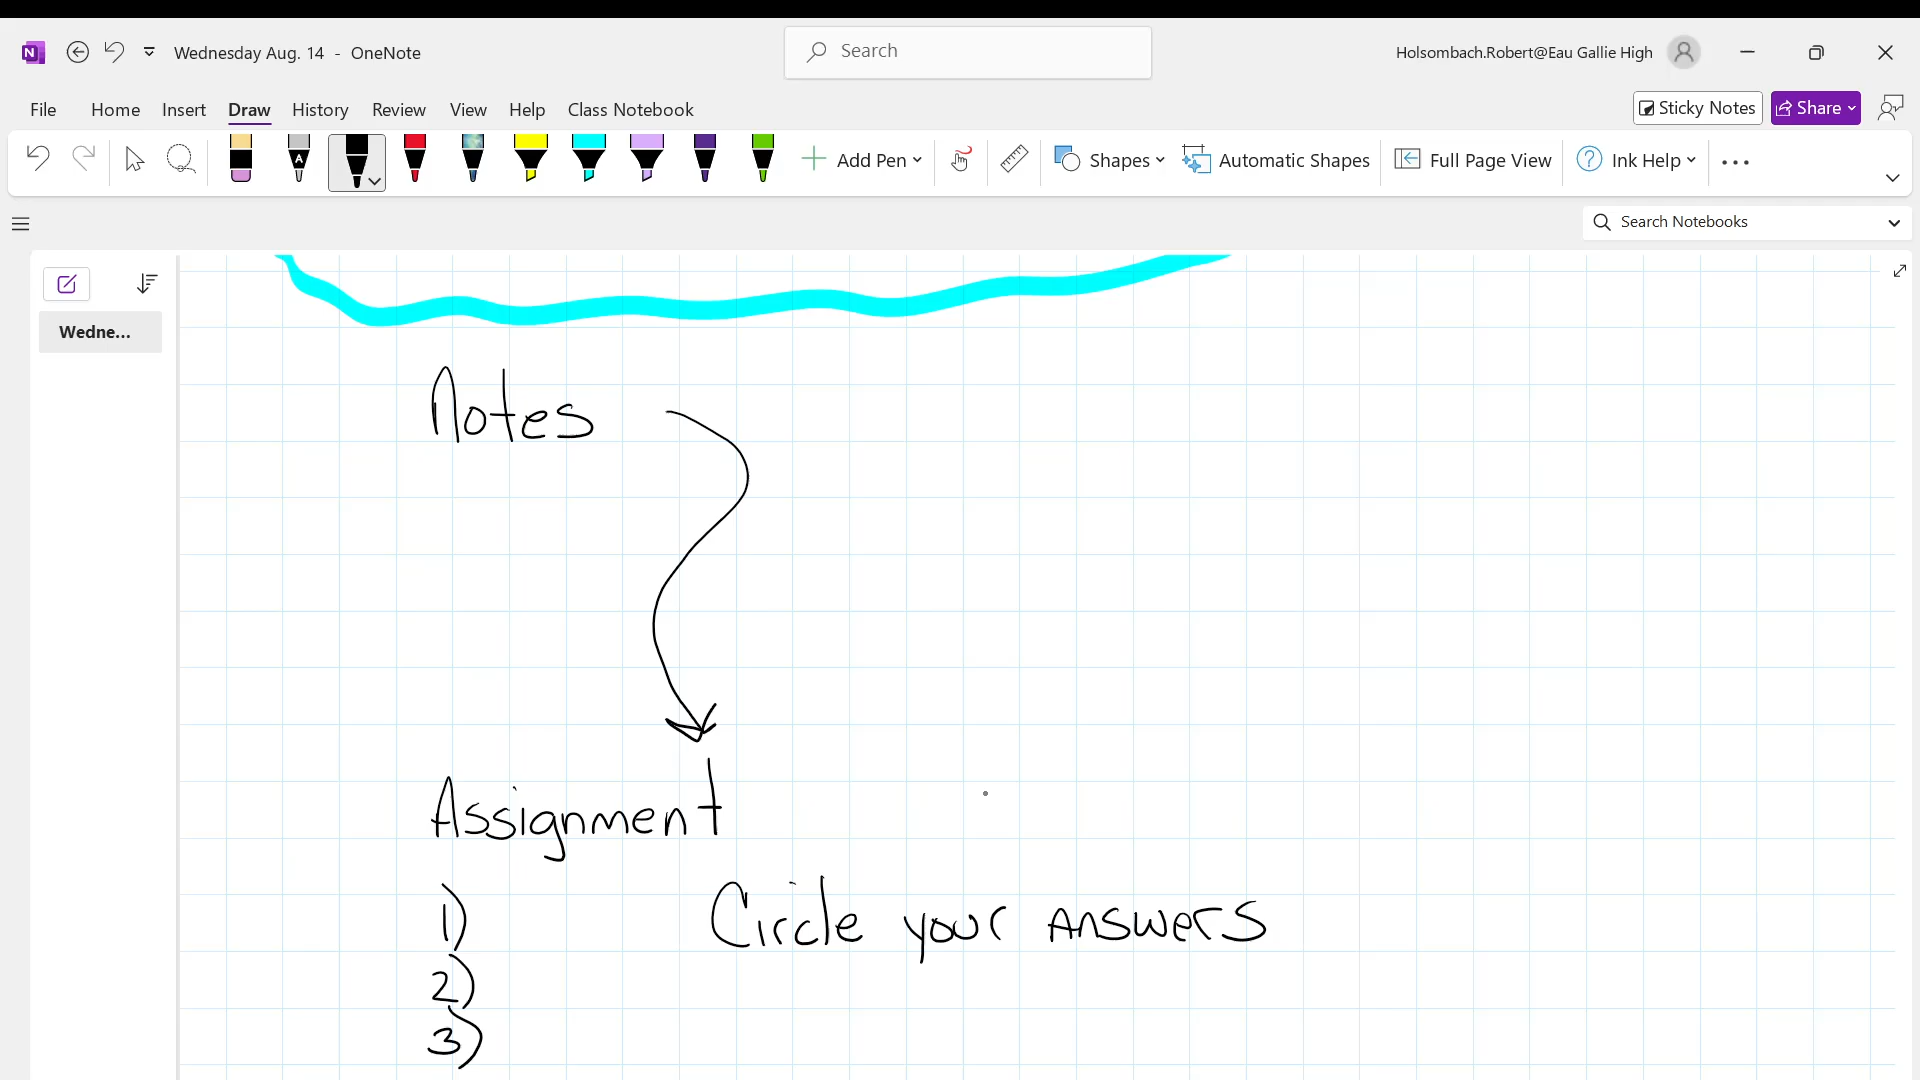 Wednesday Aug. 14 - OneNote
Search
Holsombach.Robert@Eau Gallie High
File Home Insert Draw History Review View Help Class Notebook
Sticky Notes Share
A Add Pen Shapes Automatic Shapes Full Page View Ink Help
Search Notebooks
Wedne...
Notes
Assignment
1) Circle your answers
2)
3)